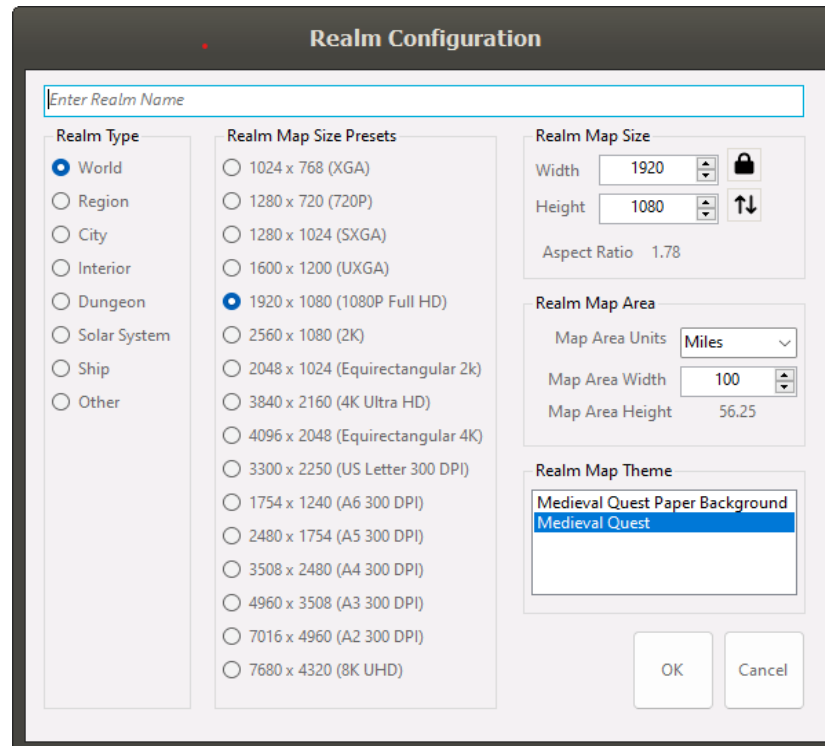 Realm Configuration
Enter Realm Name
Realm Type
World
Region
City
Interior
Dungeon
Solar System
Ship
Other
Realm Map Size Presets
1024 x 768 (XGA)
1280 x 720 (720P)
1280 x 1024 (SXGA)
1600 x 1200 (UXGA)
1920 x 1080 (1080P Full HD)
2560 x 1080 (2K)
2048 x 1024 (Equirectangular 2k)
3840 x 2160 (4K Ultra HD)
4096 x 2048 (Equirectangular 4K)
3300 x 2250 (US Letter 300 DPI)
1754 x 1240 (A6 300 DPI)
2480 x 1754 (A5 300 DPI)
3508 x 2480 (A4 300 DPI)
4960 x 3508 (A3 300 DPI)
7016 x 4960 (A2 300 DPI)
7680 x 4320 (8K UHD)
Realm Map Size
Width 1920
Height 1080
Aspect Ratio 1.78
Realm Map Area
Map Area Units Miles
Map Area Width 100
Map Area Height 56.25
Realm Map Theme
Medieval Quest Paper Background
Medieval Quest
OK Cancel